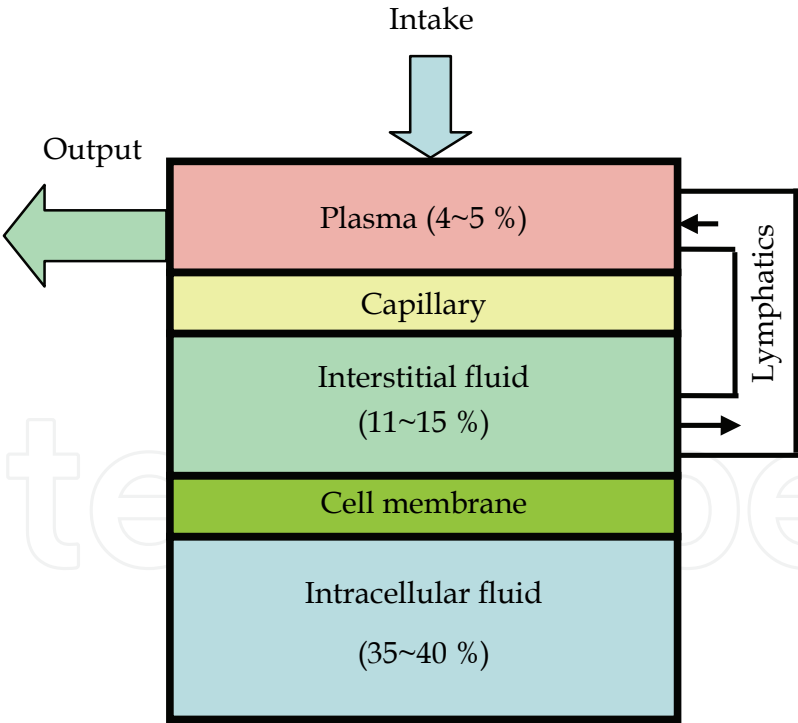 Intake
Output
Plasma (4~5 %)
Capillary
Interstitial fluid
(11~15 %)
Lymphatics
Cell membrane
Intracellular fluid
(35~40 %)